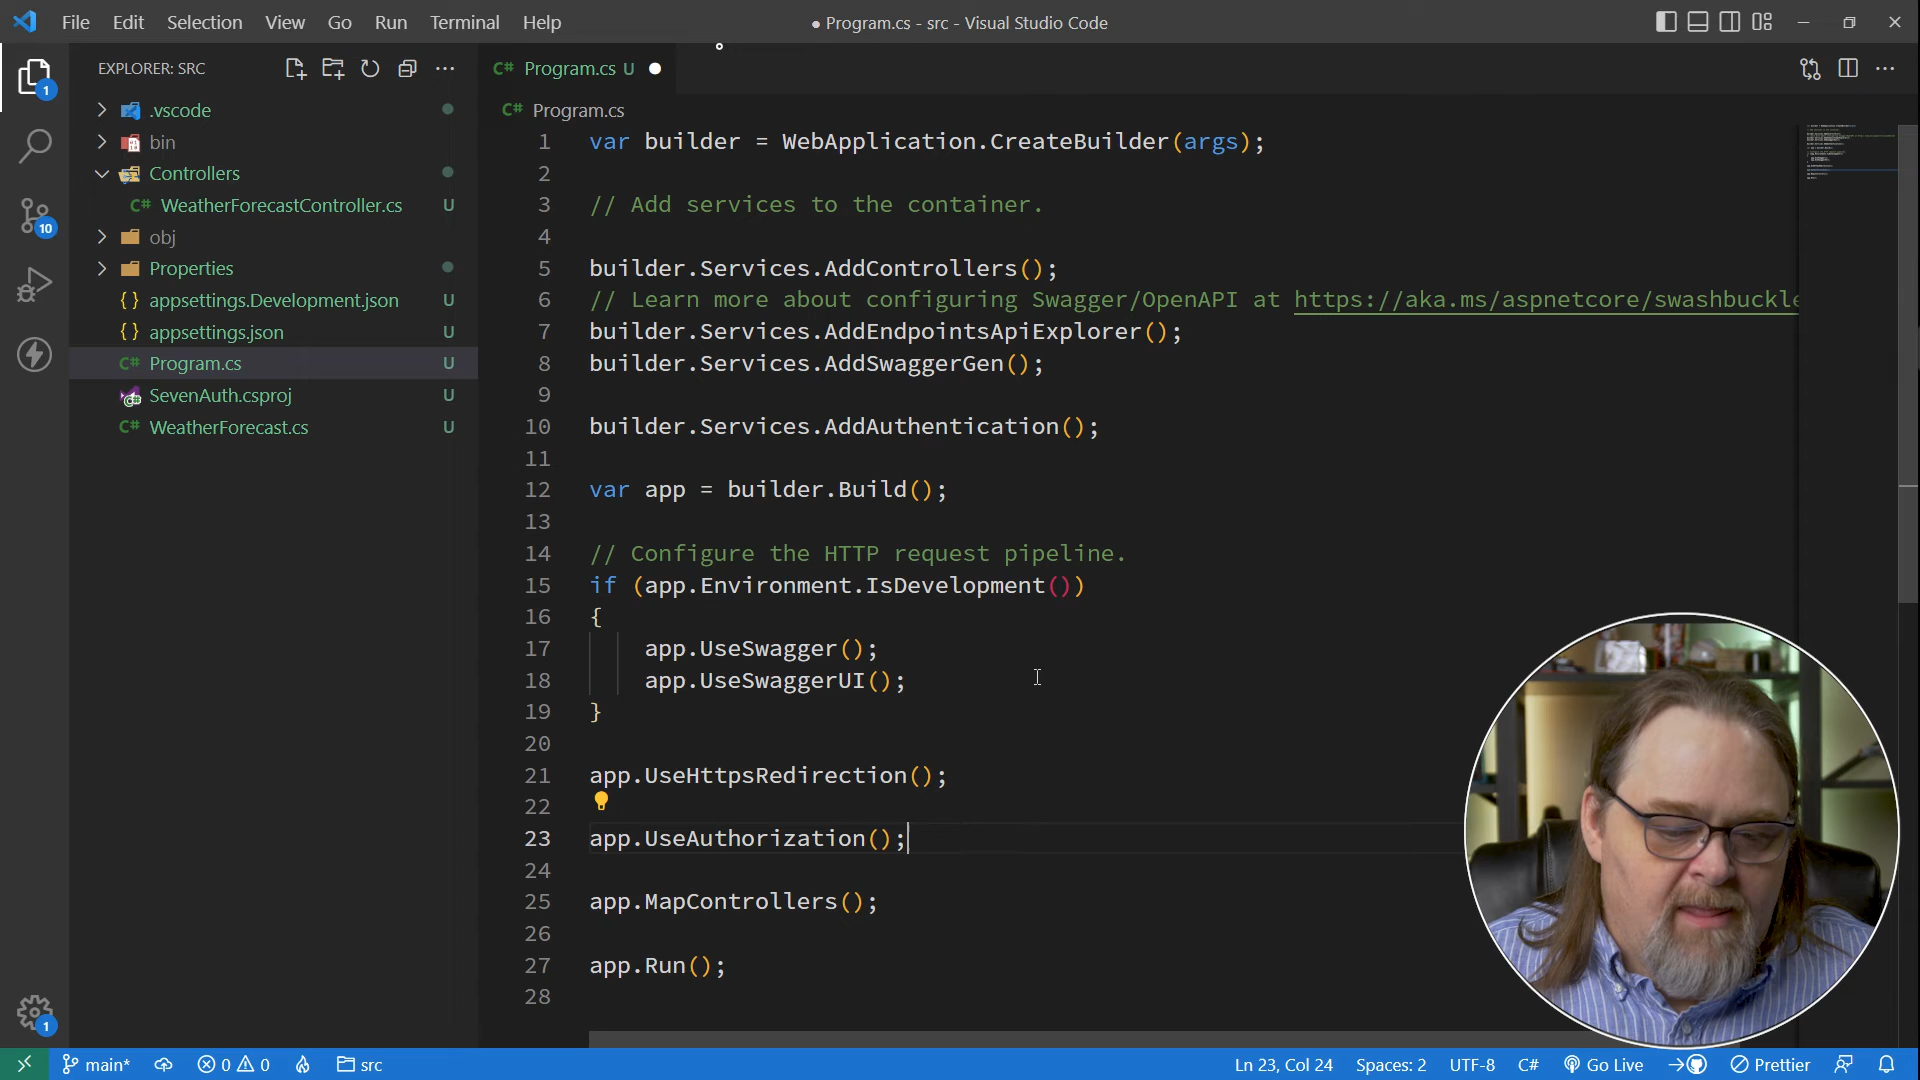 File Edit Selection View Go Run Terminal Help
● Program.cs - src - Visual Studio Code
EXPLORER: SRC
C# Program.cs U ●
.vscode
bin
Controllers
C# WeatherForecastController.cs U
obj
Properties
{} appsettings.Development.json U
{} appsettings.json U
C# Program.cs U
SevenAuth.csproj U
C# WeatherForecast.cs U
1
10
1
C# Program.cs
1 var builder = WebApplication.CreateBuilder(args);
2
3 // Add services to the container.
4
5 builder.Services.AddControllers();
6 // Learn more about configuring Swagger/OpenAPI at https://aka.ms/aspnetcore/swashbuckle
7 builder.Services.AddEndpointsApiExplorer();
8 builder.Services.AddSwaggerGen();
9
10 builder.Services.AddAuthentication();
11
12 var app = builder.Build();
13
14 // Configure the HTTP request pipeline.
15 if (app.Environment.IsDevelopment())
16 {
17 app.UseSwagger();
18 app.UseSwaggerUI();
19 }
20
21 app.UseHttpsRedirection();
22
23 app.UseAuthorization();
24
25 app.MapControllers();
26
27 app.Run();
28
main* 0 0 src Ln 23, Col 24 Spaces: 2 UTF-8 C# Go Live Prettier